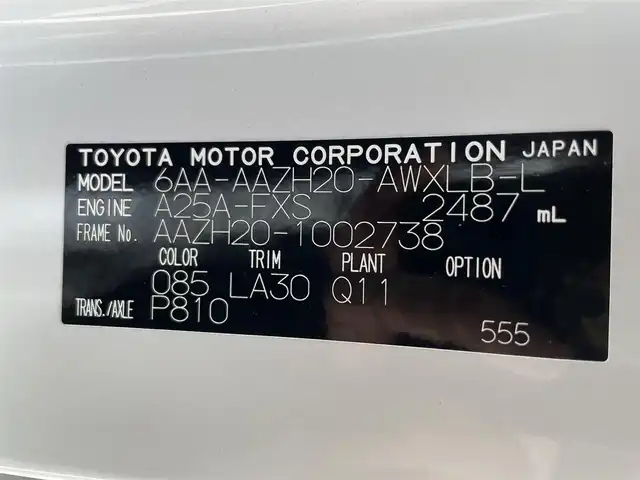 TOYOTA MOTOR CORPORATION JAPAN
MODEL 6AA-AAZH20-AWXLB-L
ENGINE A25A-FXS 2487 mL
FRAME No. AAZH20-1002738
COLOR TRIM PLANT OPTION
085 LA30 Q11
TRANS./AXLE P810
555